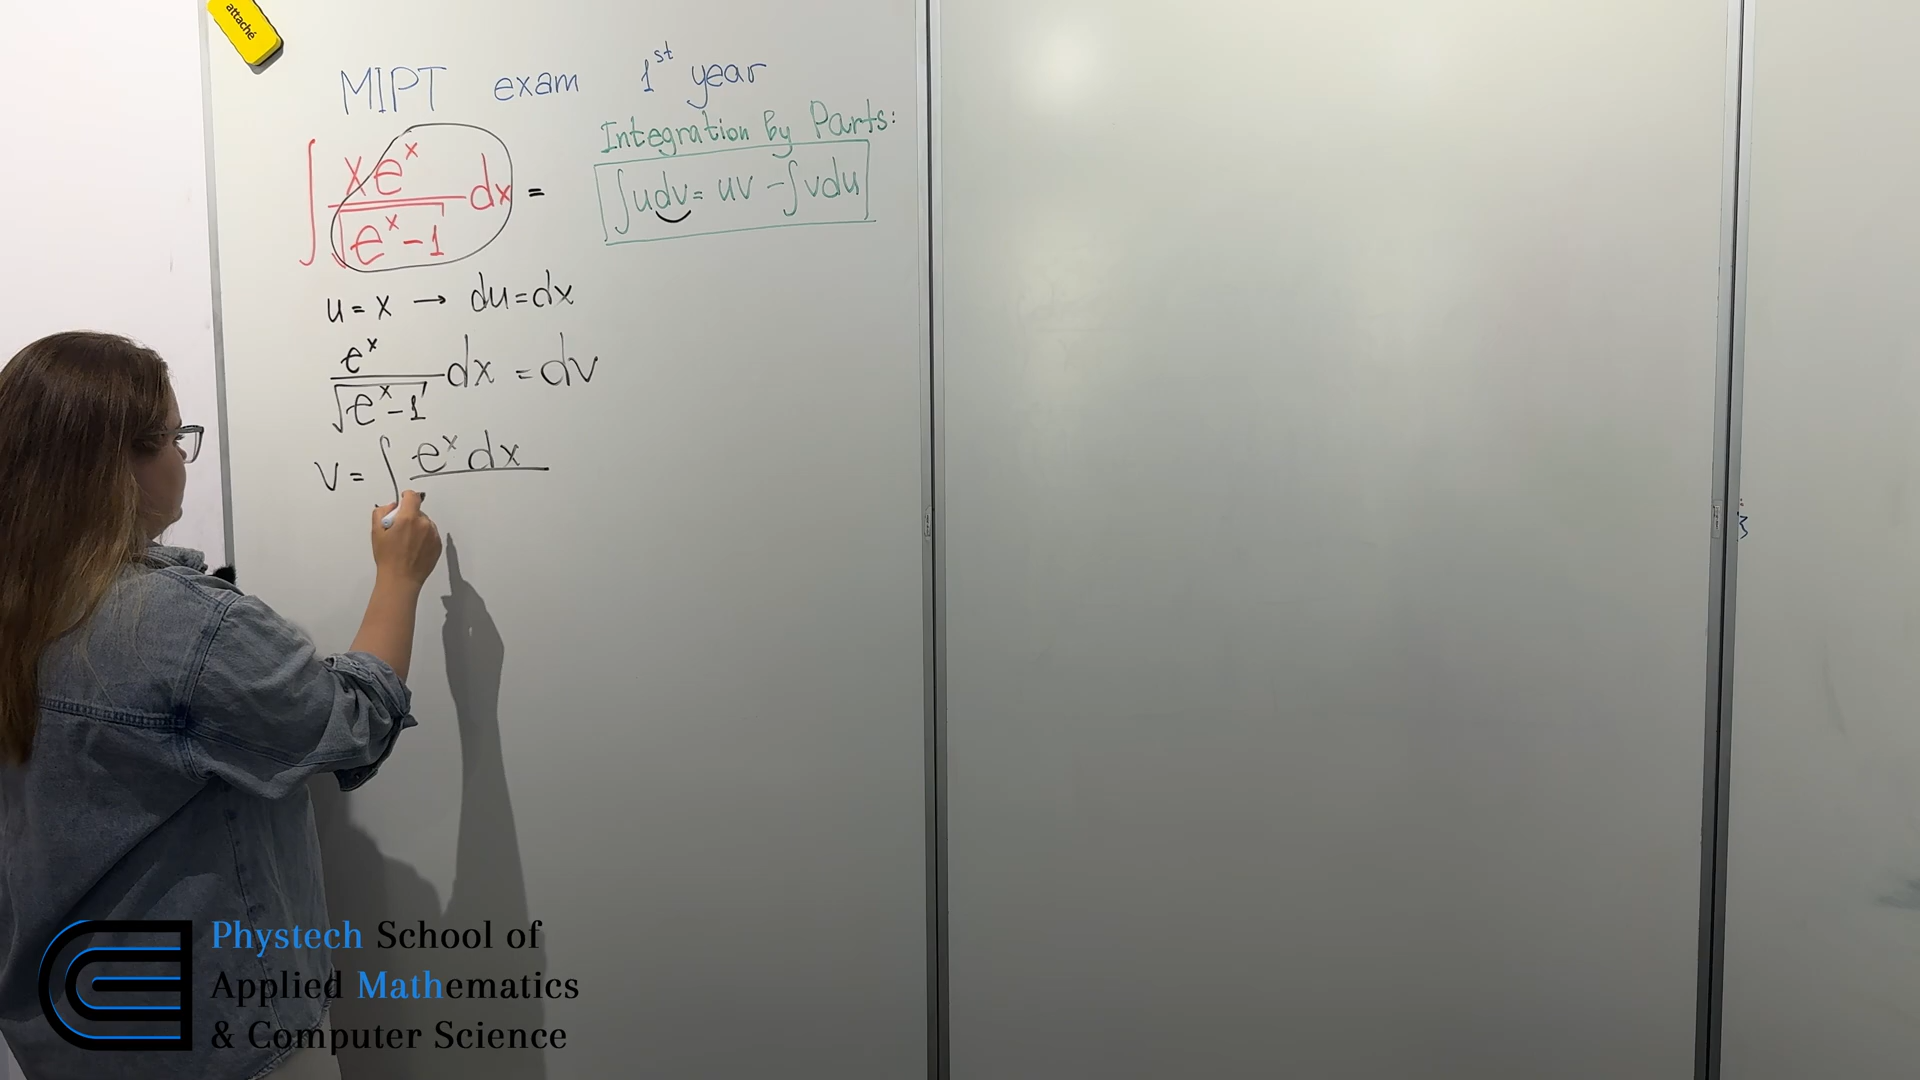 attaché
MIPT exam 1st year
Integration by Parts:
∫ xe^x / √(e^x-1) dx =
∫udv = uv - ∫vdu
u = x → du = dx
e^x / √(e^x-1) dx = dv
v = ∫ e^x dx
Phystech School of
Applied Mathematics
& Computer Science